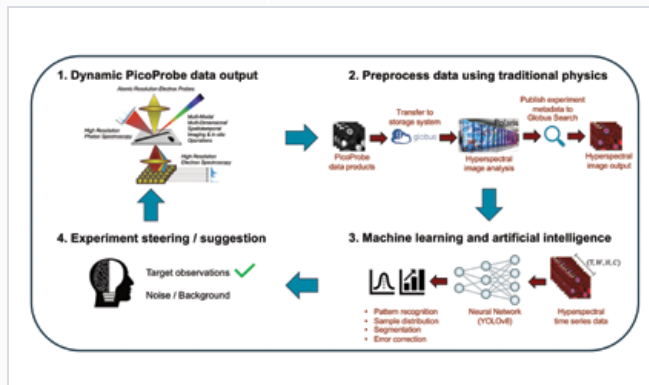 1. Dynamic PicoProbe data output
Atomic Resolution Electron Probes
High Resolution
Photon Spectroscopy
Multi-Modal
Multi-Dimensional
Spatiotemporal
Imaging & in-situ
Operations
High Resolution
Electron Spectroscopy
2. Preprocess data using traditional physics
Transfer to
storage system
Publish experiment
metadata to
Globus Search
globus
Polaris
PicoProbe
data products
Hyperspectral
image analysis
Hyperspectral
image output
4. Experiment steering / suggestion
Target observations
Noise / Background
3. Machine learning and artificial intelligence
(T, W, H, C)
• Pattern recognition
• Sample distribution
• Segmentation
• Error correction
Neural Network
(YOLOv8)
Hyperspectral
time series data